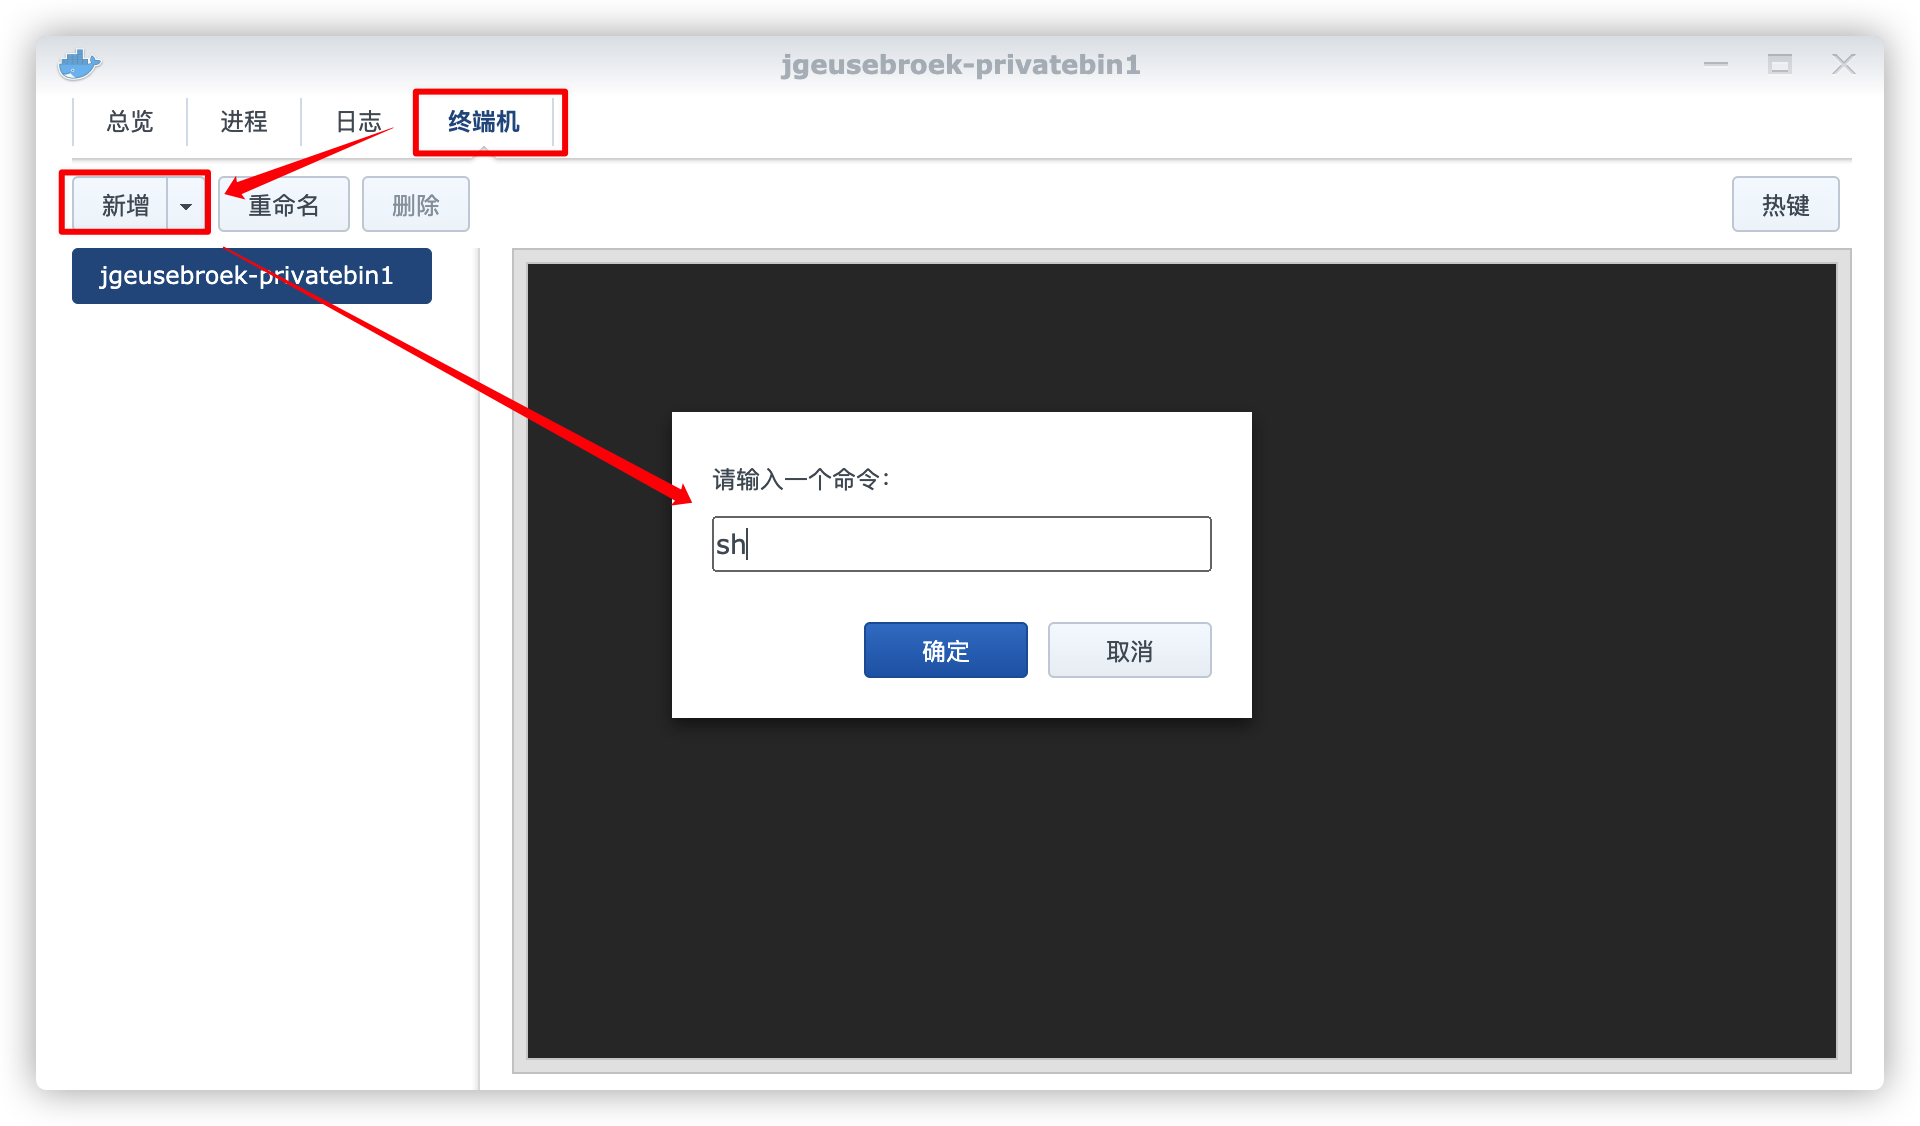 jgeusebroek-privatebin1
总览 进程 日志 终端机
新增 重命名 删除 热键
jgeusebroek-privatebin1
请输入一个命令:
sh
确定 取消